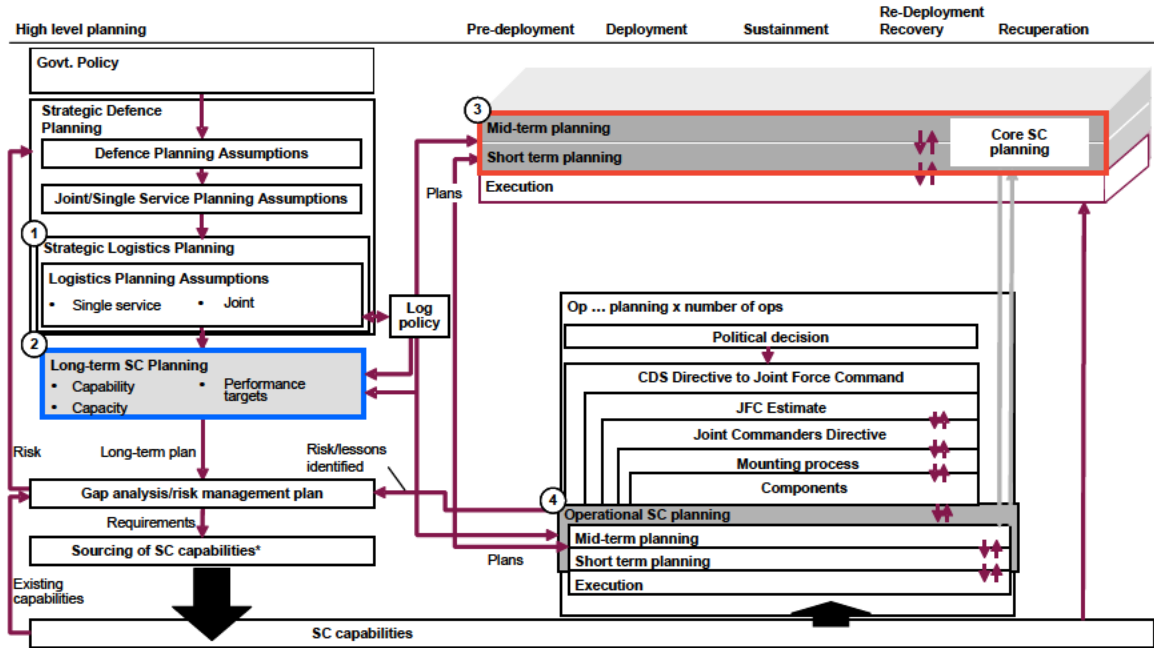 High level planning
Pre-deployment
Deployment
Sustainment
Re-Deployment
Recovery
Recuperation
Govt. Policy
Strategic Defence
Planning
Defence Planning Assumptions
Joint/Single Service Planning Assumptions
1
Strategic Logistics Planning
Logistics Planning Assumptions
• Single service
• Joint
Log
policy
2
Long-term SC Planning
• Capability
• Performance
targets
• Capacity
Risk
Long-term plan
Risk/lessons
identified
Gap analysis/risk management plan
Requirements
Sourcing of SC capabilities*
Existing
capabilities
SC capabilities
3
Mid-term planning
Short term planning
Core SC
planning
Execution
Plans
Op ... planning x number of ops
Political decision
CDS Directive to Joint Force Command
JFC Estimate
Joint Commanders Directive
Mounting process
Components
4
Operational SC planning
Mid-term planning
Short term planning
Execution
Plans